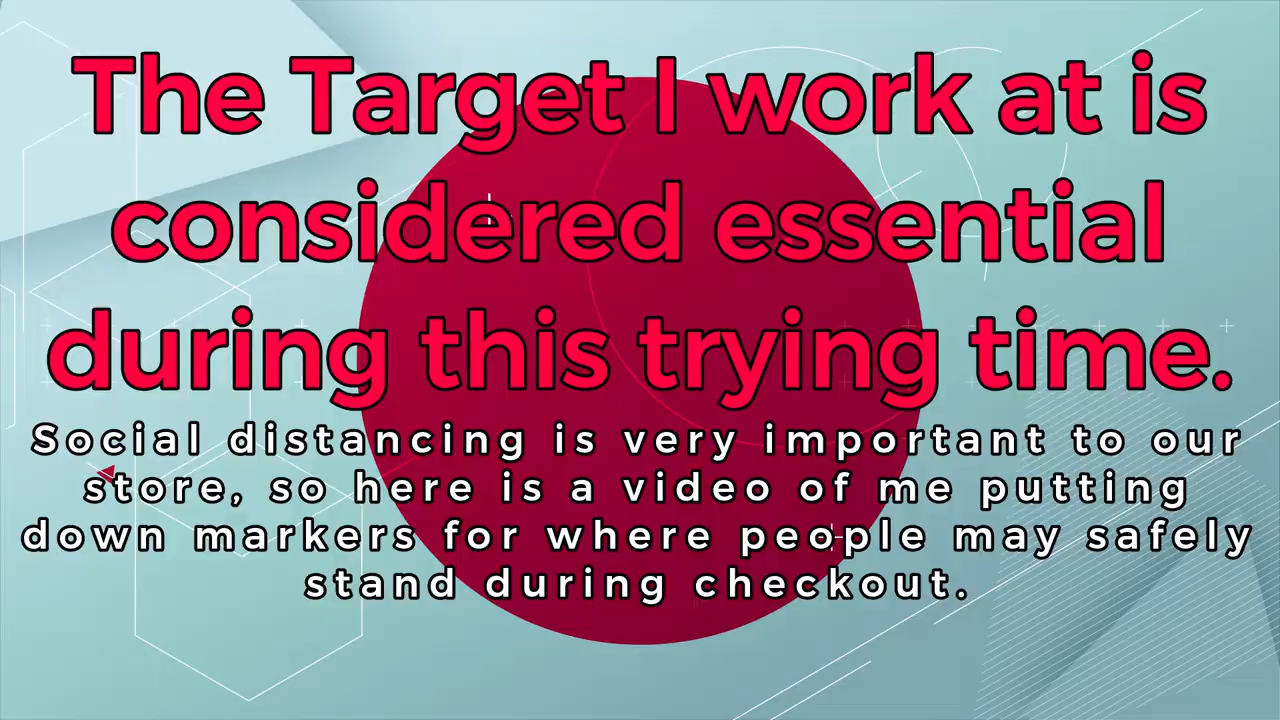 The Target I work at is
considered essential
during this trying time.
Social distancing is very important to our
store, so here is a video of me putting
down markers for where people may safely
stand during checkout.